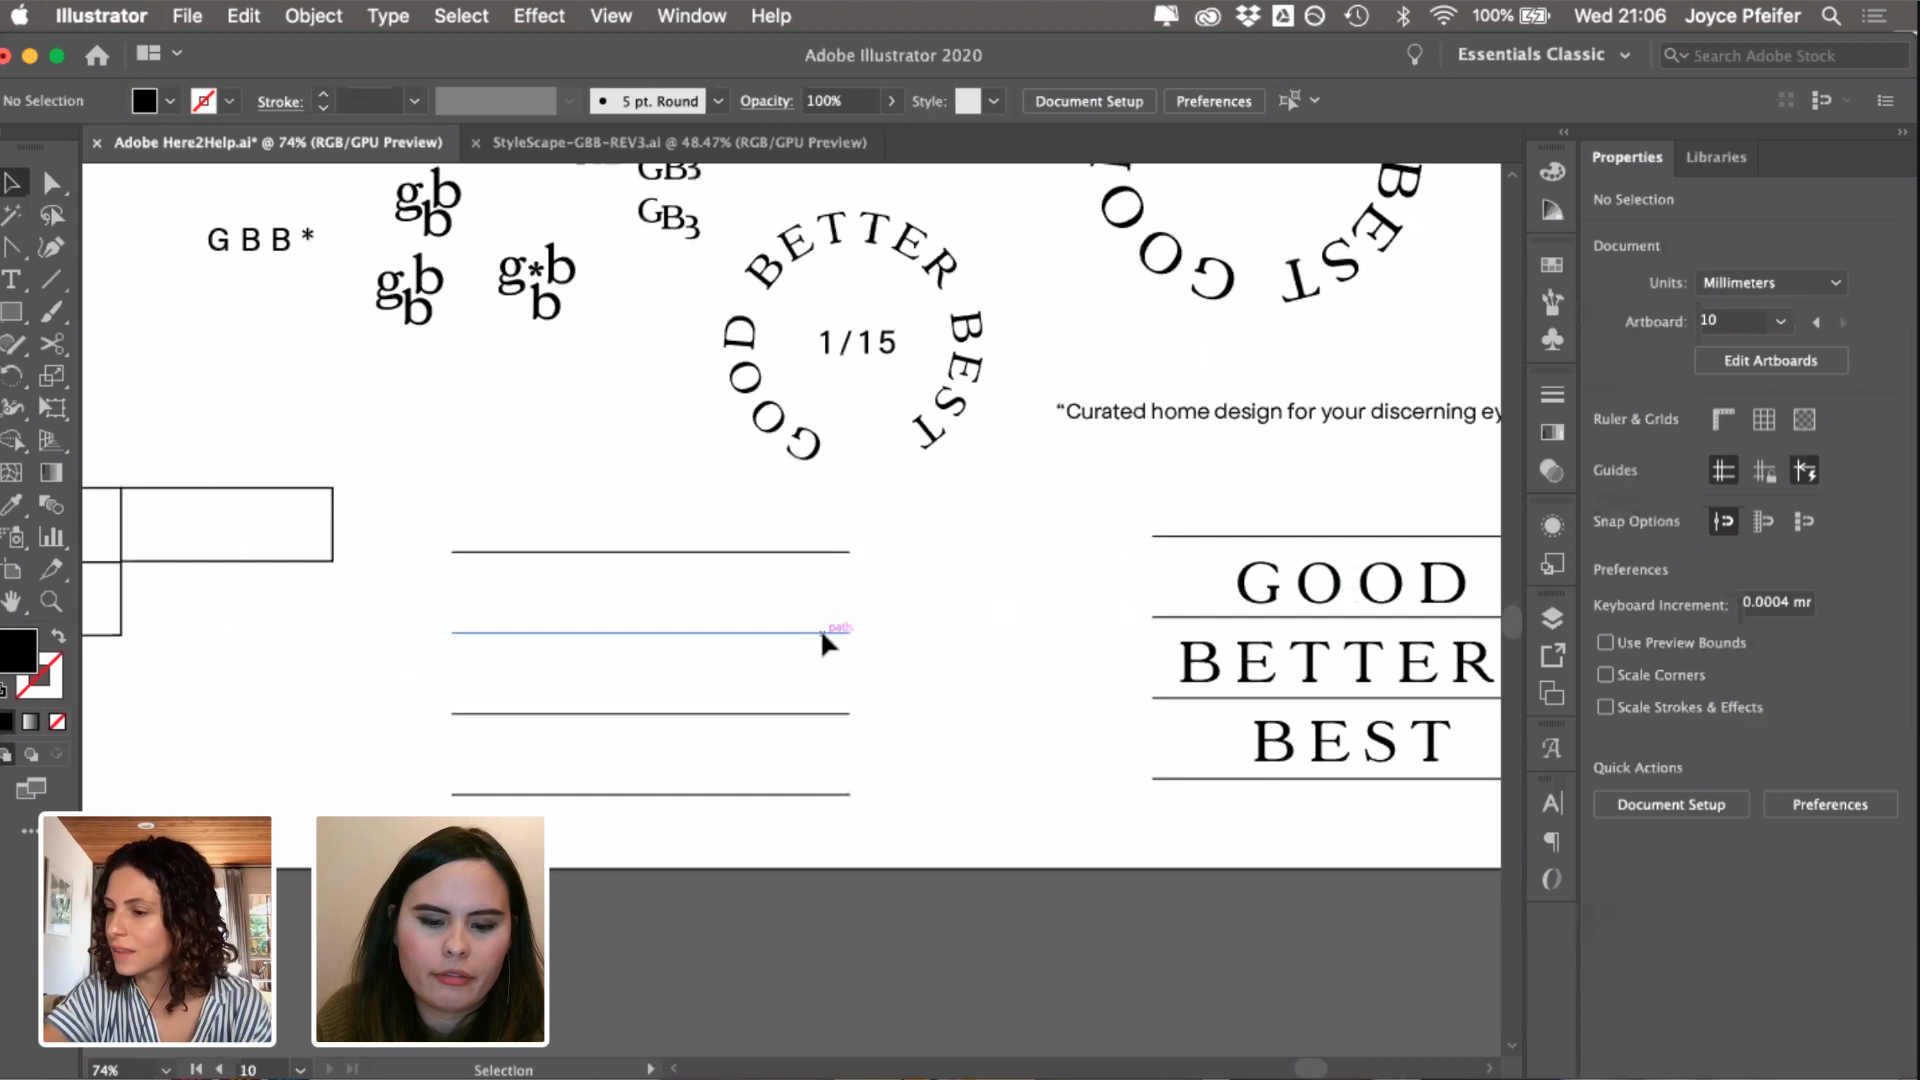 Illustrator File Edit Object Type Select Effect View Window Help 100% Wed 21:06 Joyce Pfeifer
Adobe Illustrator 2020 Essentials Classic Search Adobe Stock
No Selection Stroke: 5 pt. Round Opacity: 100% Style: Document Setup Preferences
× Adobe Here2Help.ai* @ 74% (RGB/GPU Preview) × StyleScape-GBB-REV3.ai @ 48.47% (RGB/GPU Preview)
Properties Libraries
No Selection
Document
Units: Millimeters
Artboard: 10
Edit Artboards
Ruler & Grids
Guides
Snap Options
Preferences
Keyboard Increment: 0.0004 mr
Use Preview Bounds
Scale Corners
Scale Strokes & Effects
Quick Actions
Document Setup Preferences
GBB*
gbb
gbb
g*bb
GB3
GB3
GOOD BETTER BEST
1/15
GOOD BEST
“Curated home design for your discerning ey
path
GOOD
BETTER
BEST
74% 10 Selection